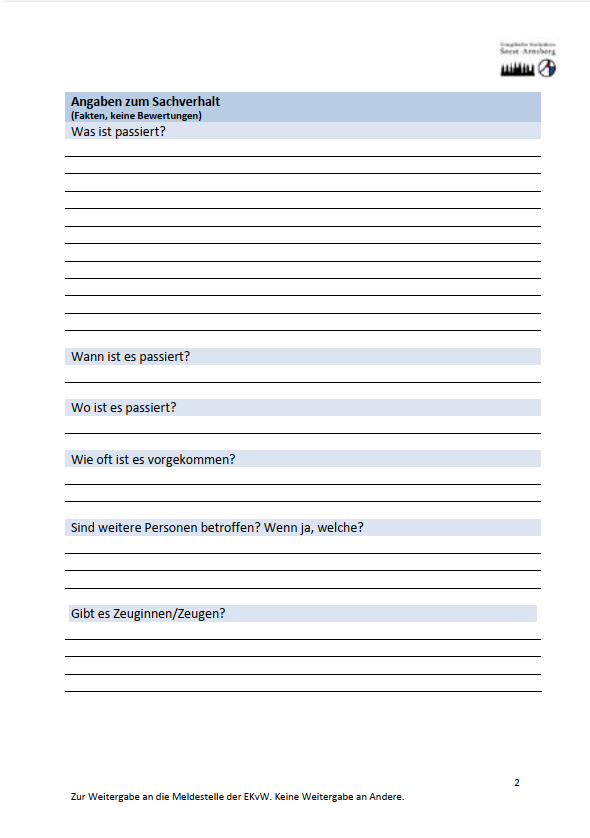 Evangelischer Kirchenkreis
Soest-Arnsberg
Angaben zum Sachverhalt
(Fakten, keine Bewertungen)
Was ist passiert?
Wann ist es passiert?
Wo ist es passiert?
Wie oft ist es vorgekommen?
Sind weitere Personen betroffen? Wenn ja, welche?
Gibt es Zeuginnen/Zeugen?
2
Zur Weitergabe an die Meldestelle der EKvW. Keine Weitergabe an Andere.